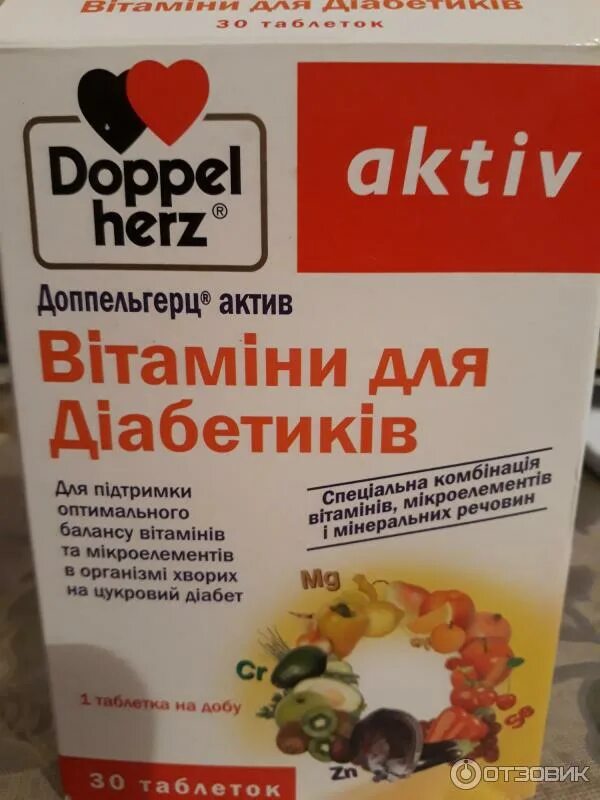 Вітаміни для Діабетиків
30 таблеток
Doppel
herz®
aktiv
Доппельгерц® актив
Вітаміни для
Діабетиків
Для підтримки
оптимального
балансу вітамінів
та мікроелементів
в організмі хворих
на цукровий діабет
Спеціальна комбінація
вітамінів, мікроелементів
і мінеральних речовин
Mg
Cr
Se
Zn
1 таблетка на добу
30 таблеток
ОТЗОВИК